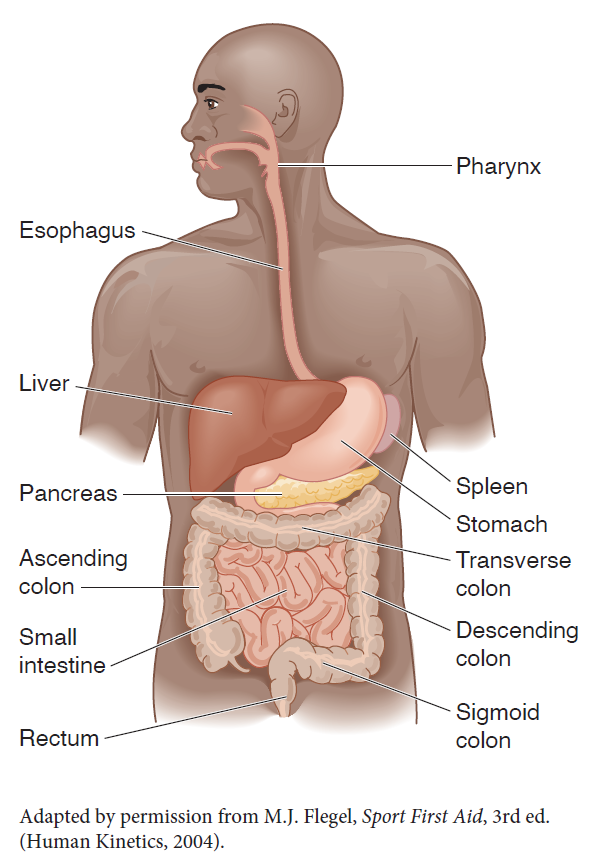 Pharynx
Esophagus
Liver
Pancreas
Spleen
Stomach
Ascending
colon
Transverse
colon
Small
intestine
Descending
colon
Rectum
Sigmoid
colon
Adapted by permission from M.J. Flegel, Sport First Aid, 3rd ed.
(Human Kinetics, 2004).